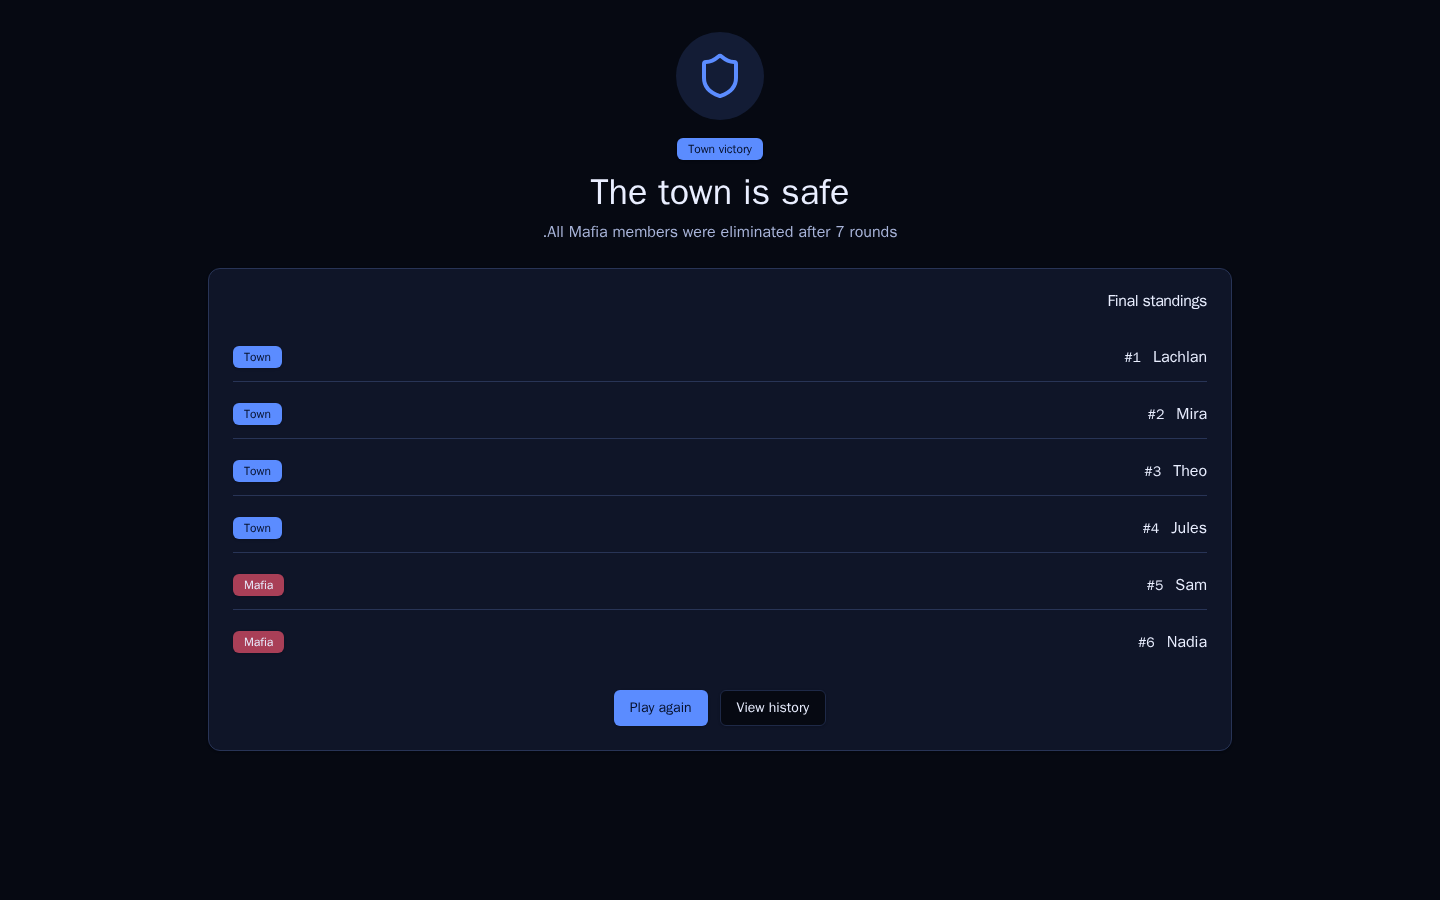 Town victory
The town is safe
.All Mafia members were eliminated after 7 rounds
Final standings
Town #1 Lachlan
Town #2 Mira
Town #3 Theo
Town #4 Jules
Mafia #5 Sam
Mafia #6 Nadia
Play again View history